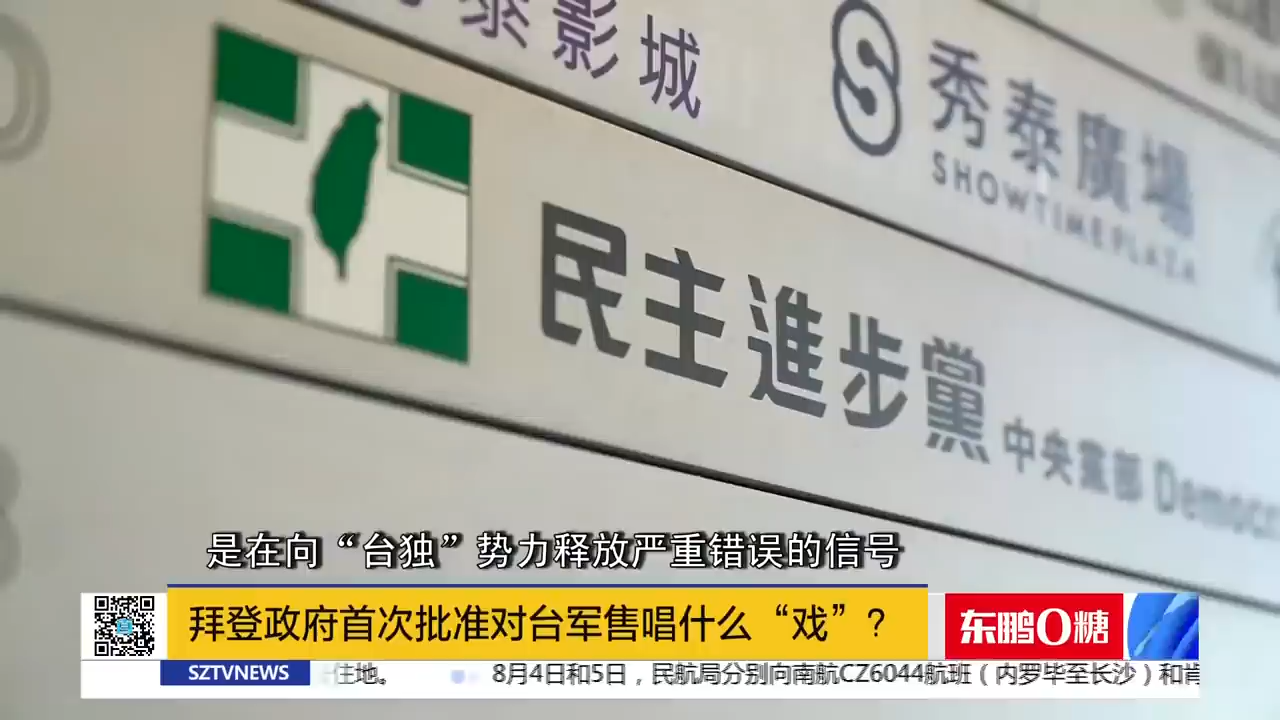 泰影城
秀泰廣場
SHOWTIME PLAZA
民主進步黨
中央黨部 Democr
是在向“台独”势力释放严重错误的信号
拜登政府首次批准对台军售唱什么“戏”？
东鹏0糖
SZTVNEWS
住地。
8月4日和5日，民航局分别向南航CZ6044航班（内罗毕至长沙）和肯